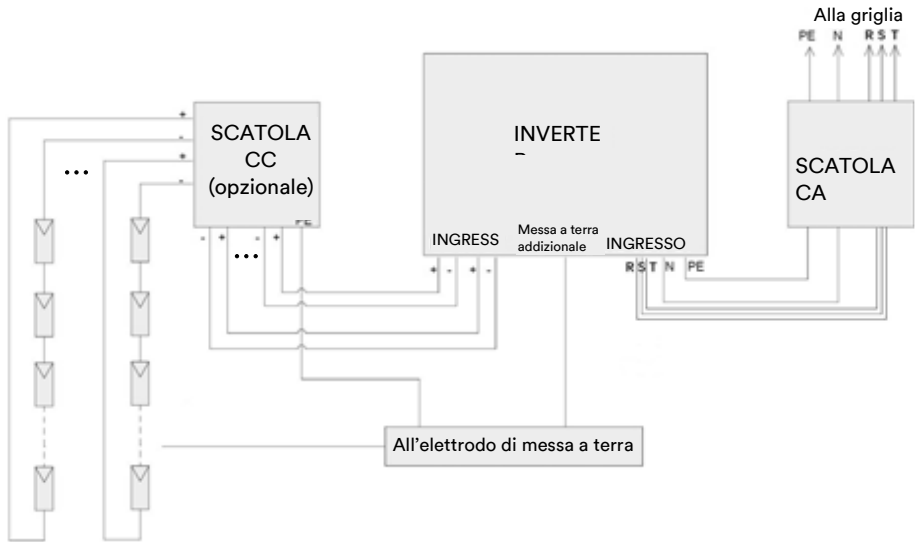 Alla griglia
PE N R S T
+
-
+
-
...
SCATOLA
CC
(opzionale)
PE
- + - +
...
INVERTE
INGRESS
Messa a terra
addizionale
INGRESSO
+ - + -
R S T N PE
SCATOLA
CA
All'elettrodo di messa a terra